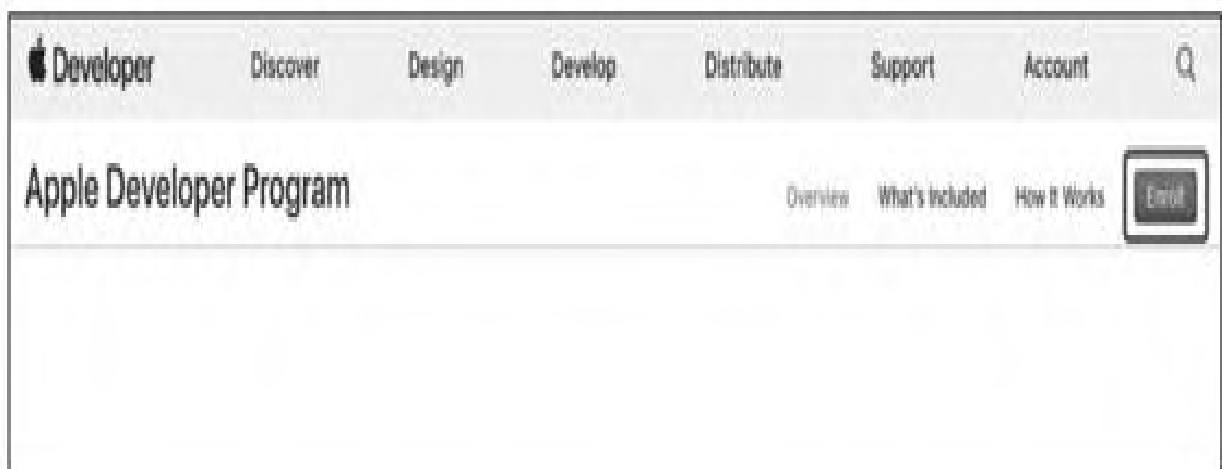 Developer Discover Design Develop Distribute Support Account
Apple Developer Program Overview What's Included How It Works Enroll